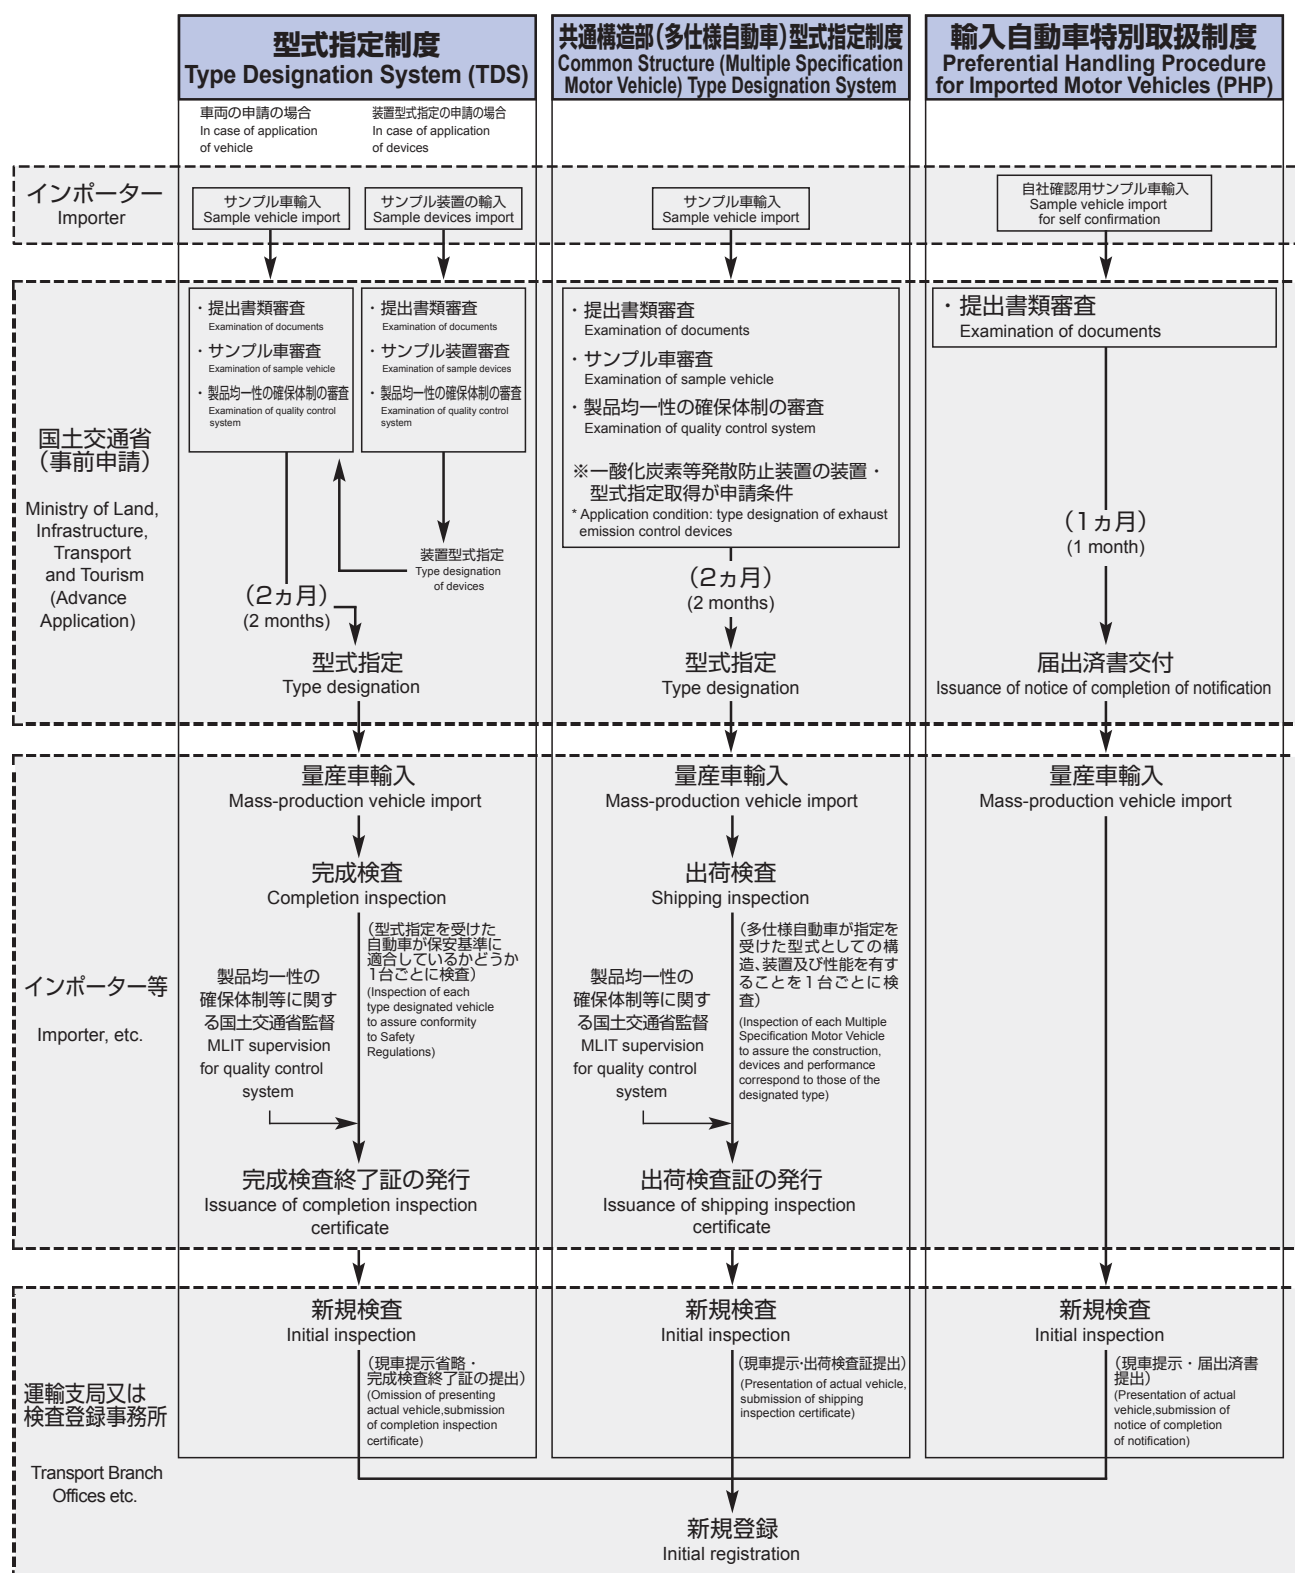 型式指定制度
Type Designation System (TDS)
共通構造部（多仕様自動車）型式指定制度
Common Structure (Multiple Specification
Motor Vehicle) Type Designation System
輸入自動車特別取扱制度
Preferential Handling Procedure
for Imported Motor Vehicles (PHP)
車両の申請の場合
In case of application
of vehicle
装置型式指定の申請の場合
In case of application
of devices
インポーター
Importer
サンプル車輸入
Sample vehicle import
サンプル装置の輸入
Sample devices import
サンプル車輸入
Sample vehicle import
自社確認用サンプル車輸入
Sample vehicle import
for self confirmation
国土交通省
（事前申請）
Ministry of Land,
Infrastructure,
Transport
and Tourism
(Advance
Application)
・提出書類審査
Examination of documents
・サンプル車審査
Examination of sample vehicle
・製品均一性の確保体制の審査
Examination of quality control
system
・提出書類審査
Examination of documents
・サンプル装置審査
Examination of sample devices
・製品均一性の確保体制の審査
Examination of quality control
system
装置型式指定
Type designation
of devices
（2ヵ月）
(2 months)
型式指定
Type designation
・提出書類審査
Examination of documents
・サンプル車審査
Examination of sample vehicle
・製品均一性の確保体制の審査
Examination of quality control system
※一酸化炭素等発散防止装置の装置・
型式指定取得が申請条件
* Application condition: type designation of exhaust
emission control devices
（2ヵ月）
(2 months)
型式指定
Type designation
・提出書類審査
Examination of documents
（1ヵ月）
(1 month)
届出済書交付
Issuance of notice of completion of notification
インポーター等
Importer, etc.
量産車輸入
Mass-production vehicle import
完成検査
Completion inspection
（型式指定を受けた
自動車が保安基準に
適合しているかどうか
1台ごとに検査）
(Inspection of each
type designated vehicle
to assure conformity
to Safety
Regulations)
製品均一性の
確保体制等に関す
る国土交通省監督
MLIT supervision
for quality control
system
完成検査終了証の発行
Issuance of completion inspection
certificate
量産車輸入
Mass-production vehicle import
出荷検査
Shipping inspection
（多仕様自動車が指定を
受けた型式としての構
造、装置及び性能を有す
ることを1台ごとに検
査）
(Inspection of each Multiple
Specification Motor Vehicle
to assure the construction,
devices and performance
correspond to those of the
designated type)
製品均一性の
確保体制等に関す
る国土交通省監督
MLIT supervision
for quality control
system
出荷検査証の発行
Issuance of shipping inspection
certificate
量産車輸入
Mass-production vehicle import
運輸支局又は
検査登録事務所
Transport Branch
Offices etc.
新規検査
Initial inspection
（現車提示省略・
完成検査終了証の提出）
(Omission of presenting
actual vehicle,submission
of completion inspection
certificate)
新規検査
Initial inspection
（現車提示・出荷検査証提出）
(Presentation of actual vehicle,
submission of shipping
inspection certificate)
新規検査
Initial inspection
（現車提示・届出済書
提出）
(Presentation of actual
vehicle,submission of
notice of completion
of notification)
新規登録
Initial registration